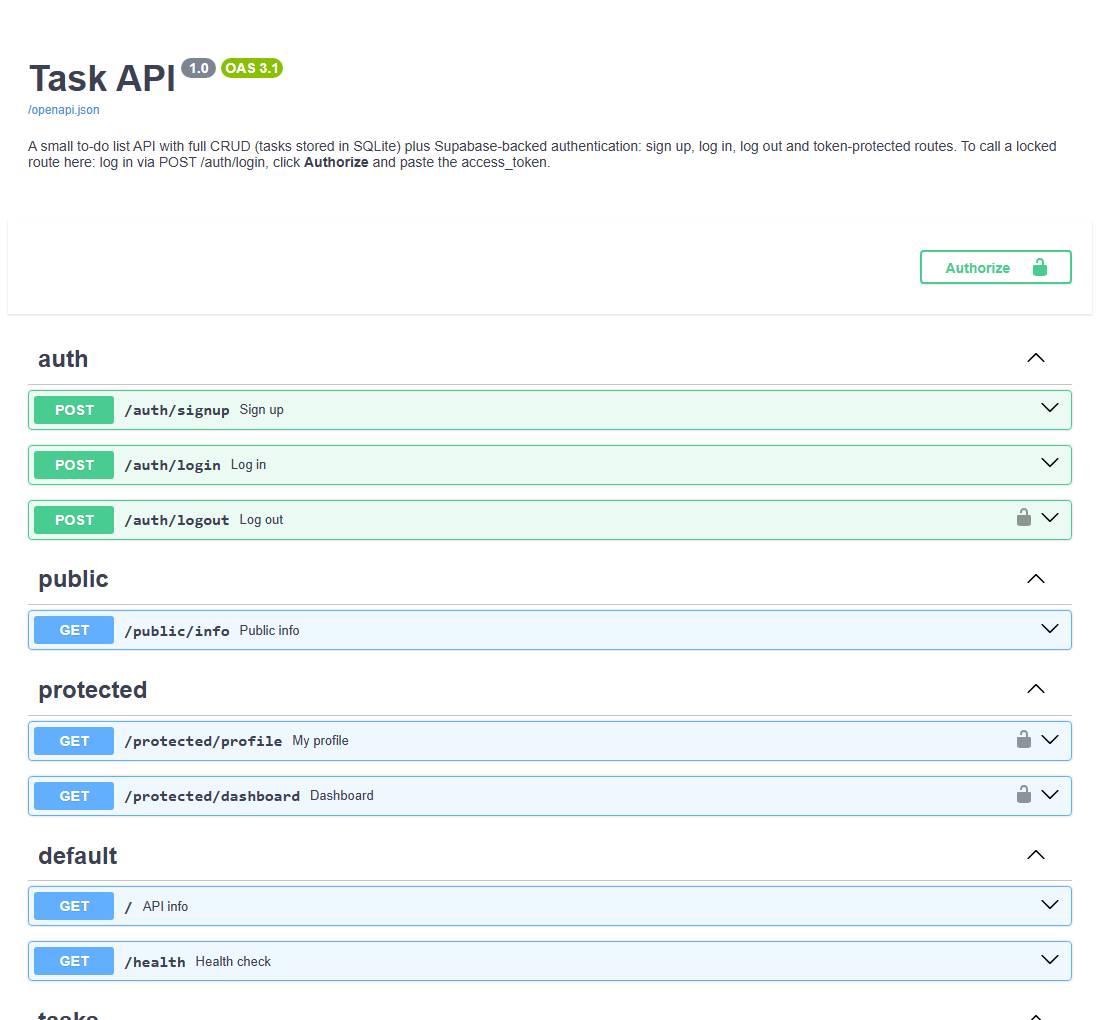 Task API 1.0 OAS 3.1
/openapi.json
A small to-do list API with full CRUD (tasks stored in SQLite) plus Supabase-backed authentication: sign up, log in, log out and token-protected routes. To call a locked
route here: log in via POST /auth/login, click Authorize and paste the access_token.
Authorize
auth
POST /auth/signup Sign up
POST /auth/login Log in
POST /auth/logout Log out
public
GET /public/info Public info
protected
GET /protected/profile My profile
GET /protected/dashboard Dashboard
default
GET / API info
GET /health Health check
tasks